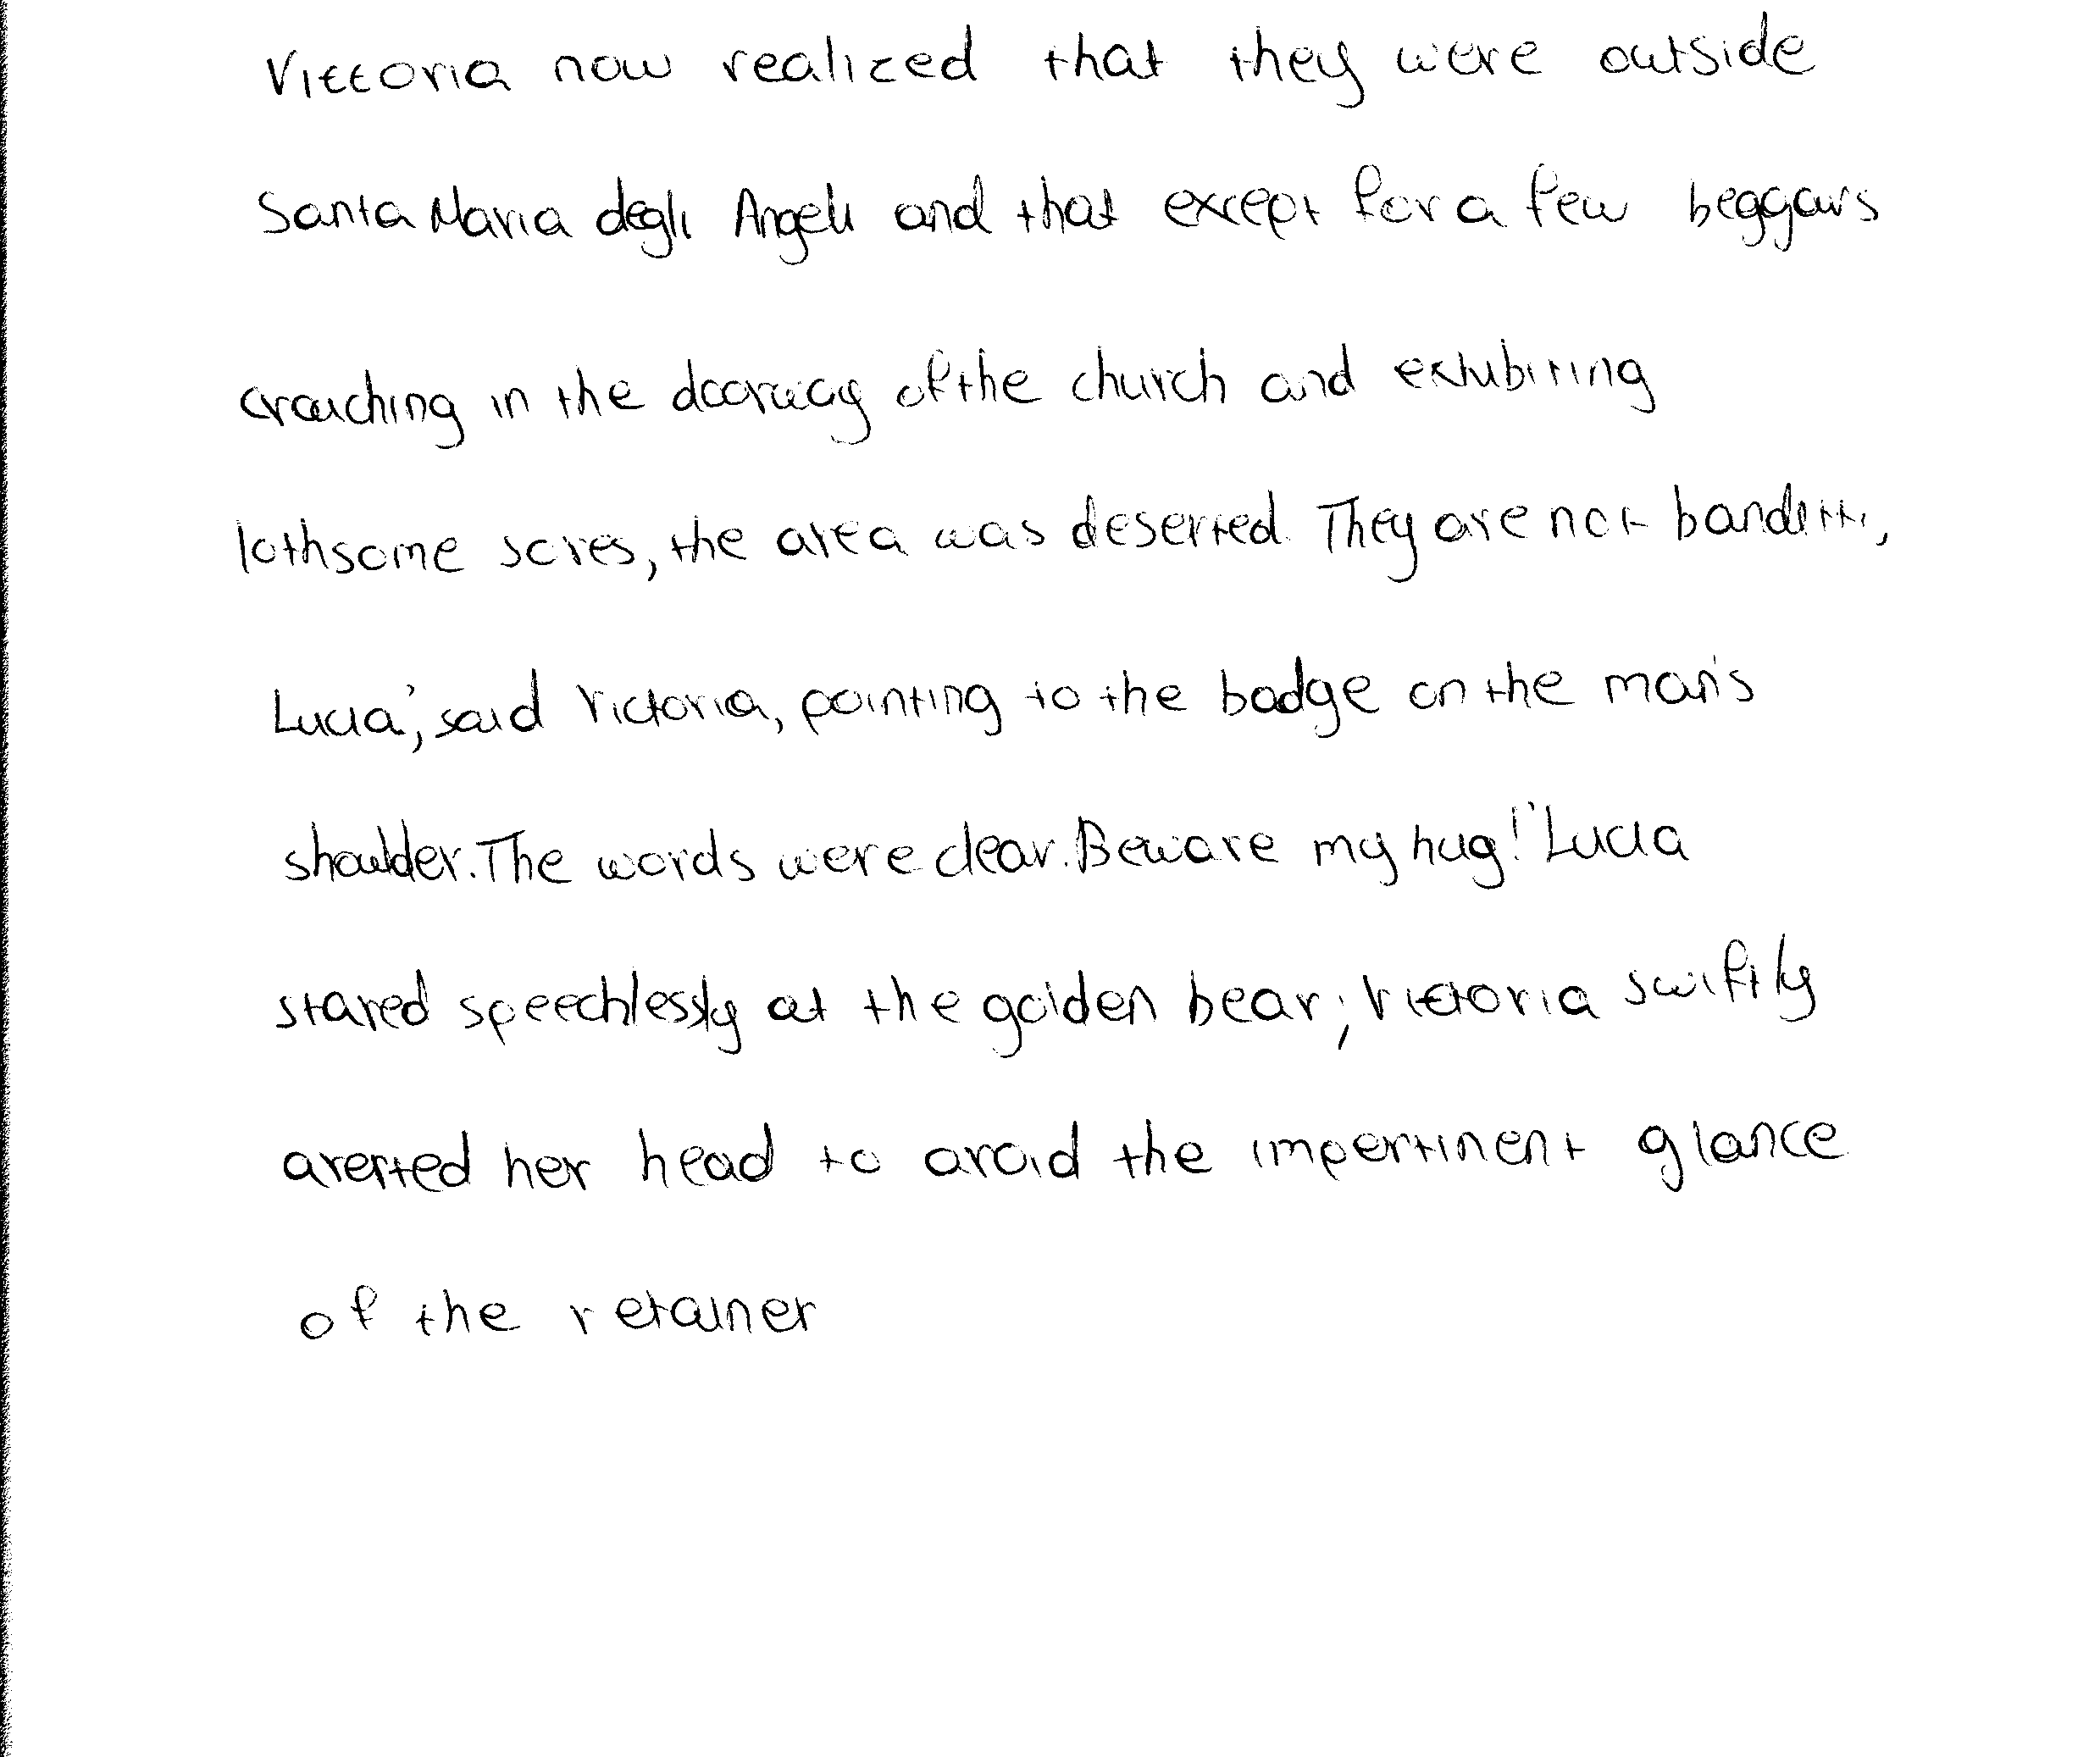 Vittoria now realized that they were outside
Santa Maria degli Angeli and that except for a few beggars
crouching in the doorway of the church and exhibiting
lothsome sores, the area was deserted. They are not banditti,
Lucia', said Victoria, pointing to the badge on the man's
shoulder. The words were clear. Beware my hug!' Lucia
stared speechlessly at the golden bear; Victoria swiftly
averted her head to avoid the impertinent glance
of the retainer